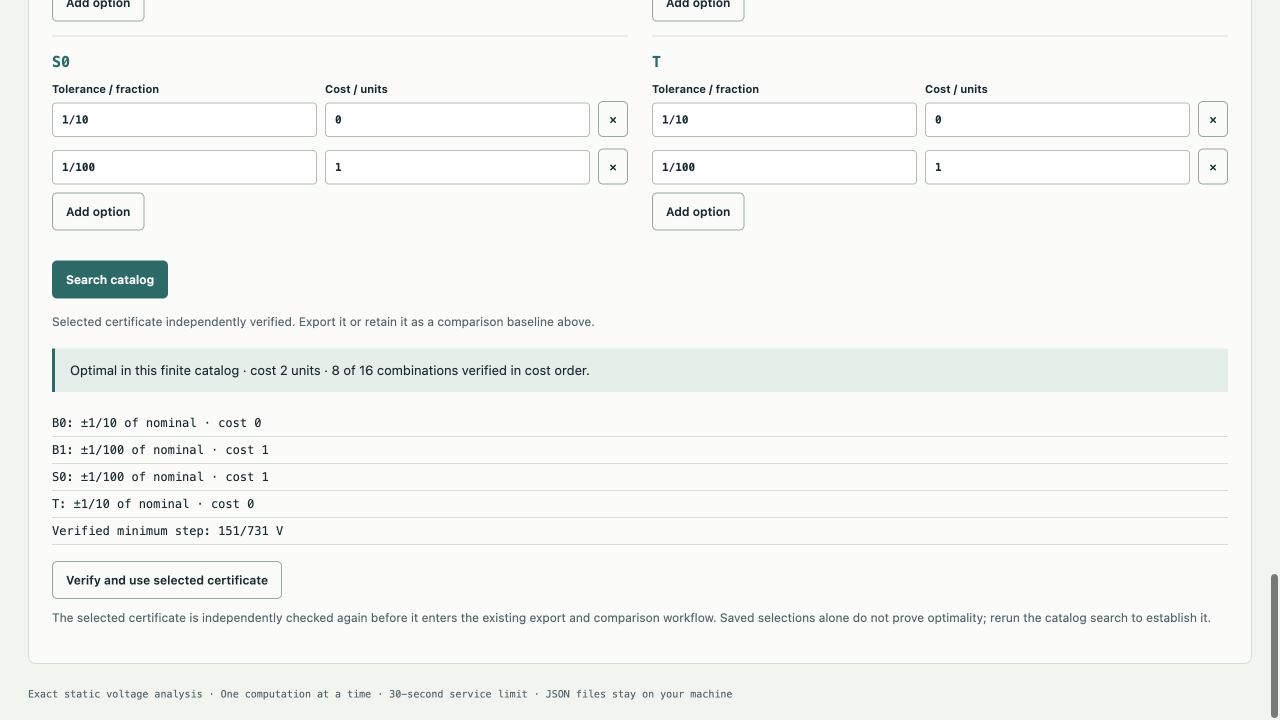 Add option
Add option
S0
T
Tolerance / fraction
Cost / units
Tolerance / fraction
Cost / units
1/10
0
×
1/10
0
×
1/100
1
×
1/100
1
×
Add option
Add option
Search catalog
Selected certificate independently verified. Export it or retain it as a comparison baseline above.
Optimal in this finite catalog · cost 2 units · 8 of 16 combinations verified in cost order.
B0: ±1/10 of nominal · cost 0
B1: ±1/100 of nominal · cost 1
S0: ±1/100 of nominal · cost 1
T: ±1/10 of nominal · cost 0
Verified minimum step: 151/731 V
Verify and use selected certificate
The selected certificate is independently checked again before it enters the existing export and comparison workflow. Saved selections alone do not prove optimality; rerun the catalog search to establish it.
Exact static voltage analysis · One computation at a time · 30-second service limit · JSON files stay on your machine